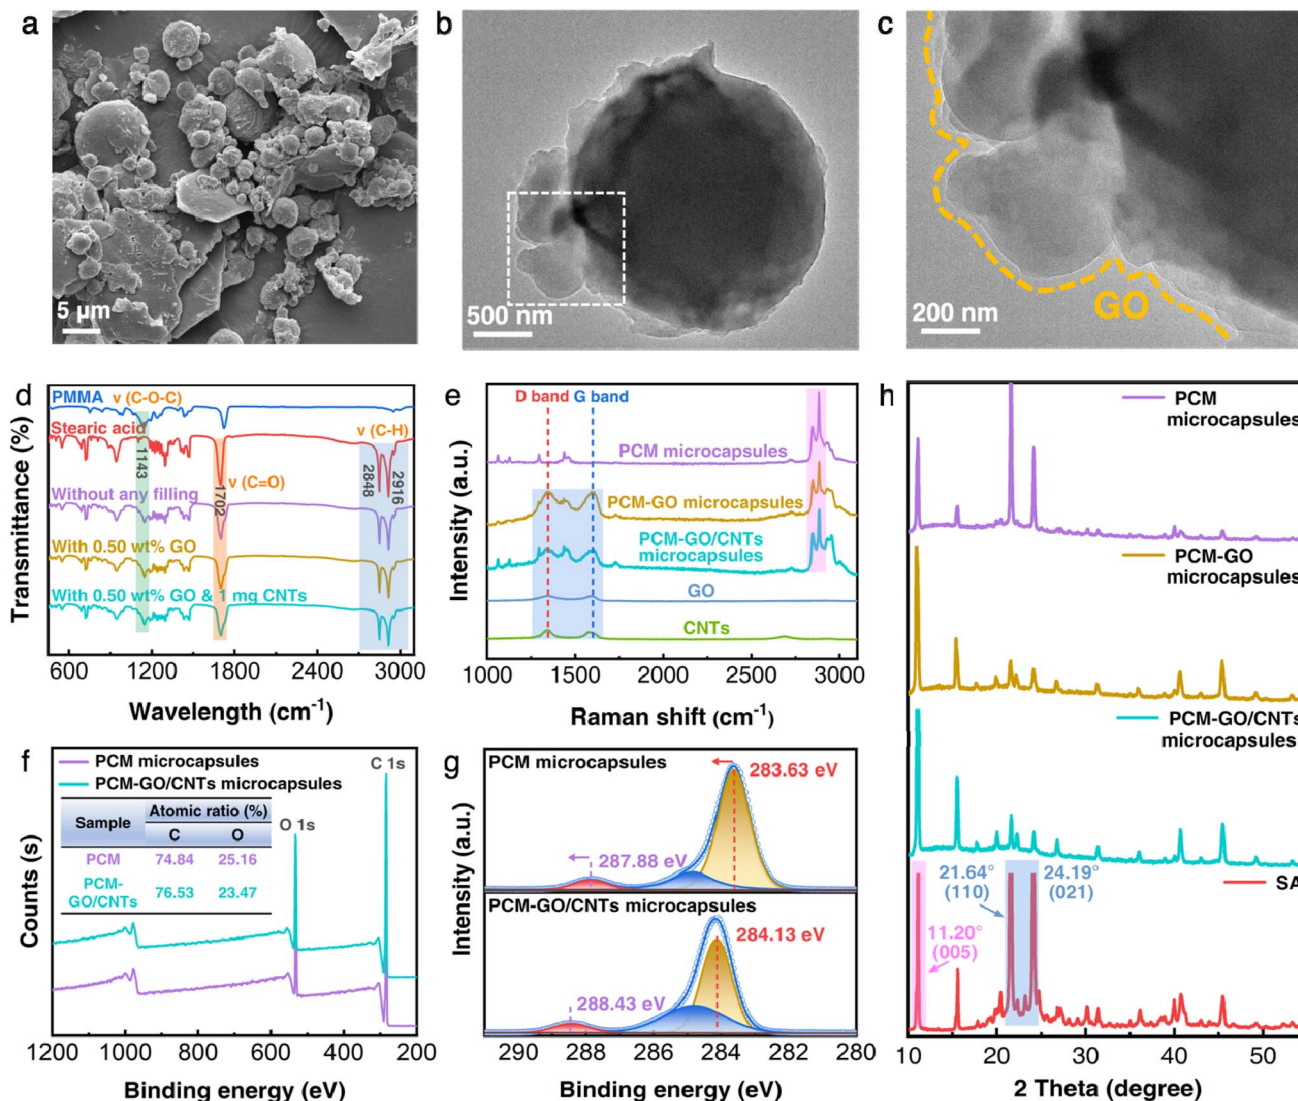 a
5 μm
b
500 nm
c
GO
200 nm
d
PMMA
ν (C-O-C)
Stearic acid
1143
ν (C-H)
2848
2916
ν (C=O)
1702
Without any filling
With 0.50 wt% GO
With 0.50 wt% GO & 1 mg CNTs
Transmittance (%)
600 1200 1800 2400 3000
Wavelength (cm⁻¹)
e
D band
G band
PCM microcapsules
PCM-GO microcapsules
PCM-GO/CNTs
microcapsules
GO
CNTs
Intensity (a.u.)
1000 1500 2000 2500 3000
Raman shift (cm⁻¹)
f
PCM microcapsules
PCM-GO/CNTs microcapsules
C 1s
O 1s
Sample
Atomic ratio (%)
C O
PCM 74.84 25.16
PCM-
GO/CNTs
76.53 23.47
Counts (s)
1200 1000 800 600 400 200
Binding energy (eV)
g
PCM microcapsules
283.63 eV
287.88 eV
PCM-GO/CNTs microcapsules
284.13 eV
288.43 eV
Intensity (a.u.)
290 288 286 284 282 280
Binding energy (eV)
h
PCM
microcapsules
PCM-GO
microcapsules
PCM-GO/CNTs
microcapsules
21.64°
(110)
24.19°
(021)
SA
11.20°
(005)
10 20 30 40 50
2 Theta (degree)